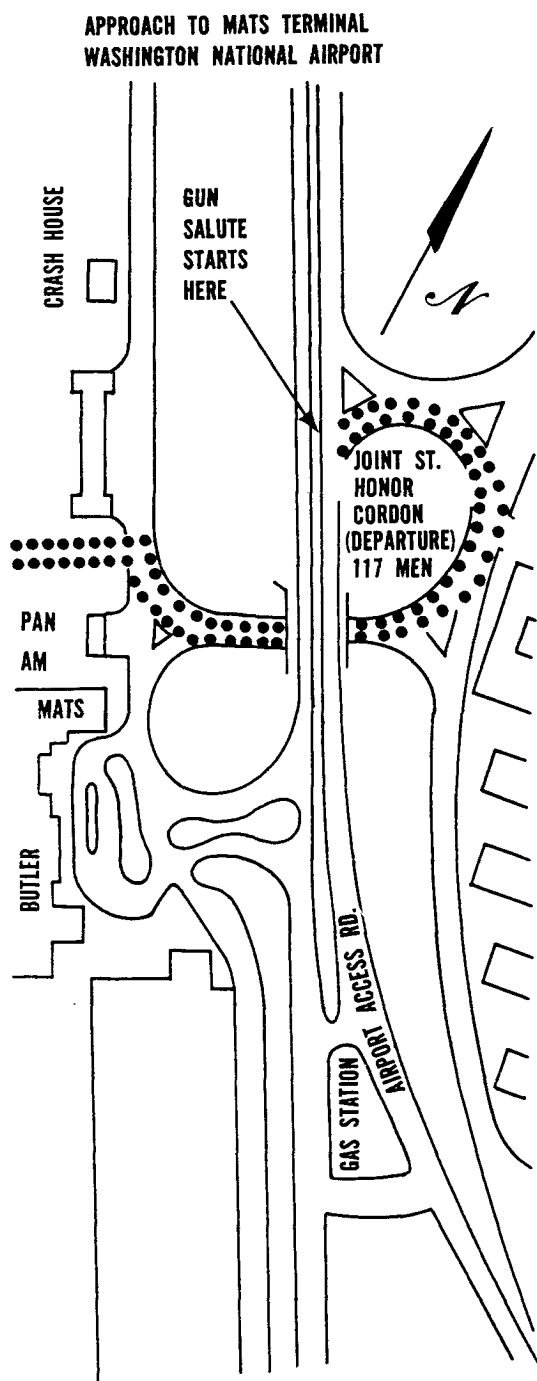 APPROACH TO MATS TERMINAL
WASHINGTON NATIONAL AIRPORT
CRASH HOUSE
GUN
SALUTE
STARTS
HERE
N
JOINT ST.
HONOR
CORDON
(DEPARTURE)
117 MEN
PAN
AM
MATS
BUTLER
AIRPORT ACCESS RD.
GAS STATION